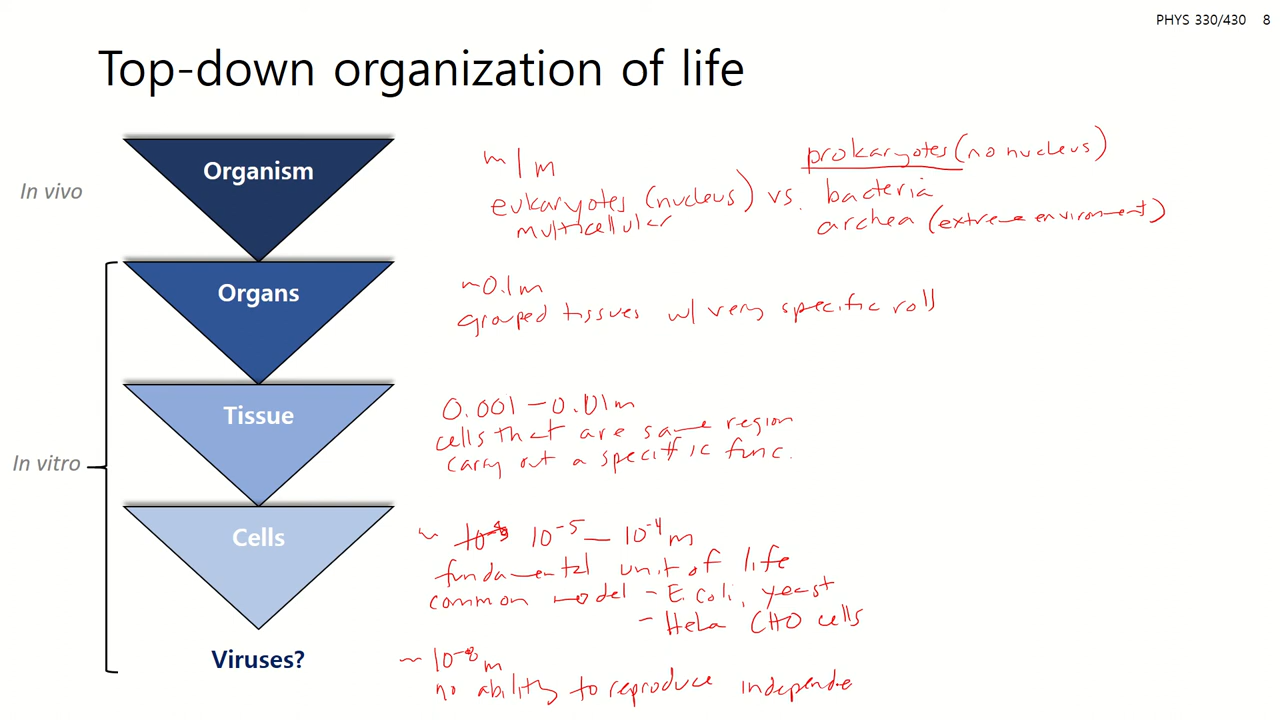 PHYS 330/430 8
Top-down organization of life
In vivo
Organism
~ 1 m
eukaryotes (nucleus) vs.
multicellular
prokaryotes (no nucleus)
bacteria
archea (extreme environment)
Organs
~0.1m
grouped tissues w/ very specific roll
In vitro
Tissue
0.001 – 0.01m
cells that are same region
carry out a specific func.
Cells
~ 10⁻⁵ – 10⁻⁴ m
fundamental unit of life
common model – E. Coli, yeast
– HeLa CHO cells
Viruses?
~ 10⁻⁸ m
no ability to reproduce independe